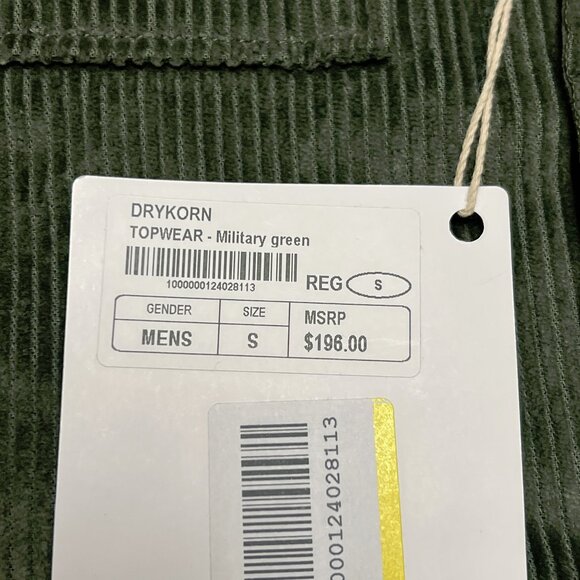 DRYKORN
TOPWEAR - Military green
1000000124028113
REG S
GENDER SIZE MSRP
MENS S $196.00
000124028113